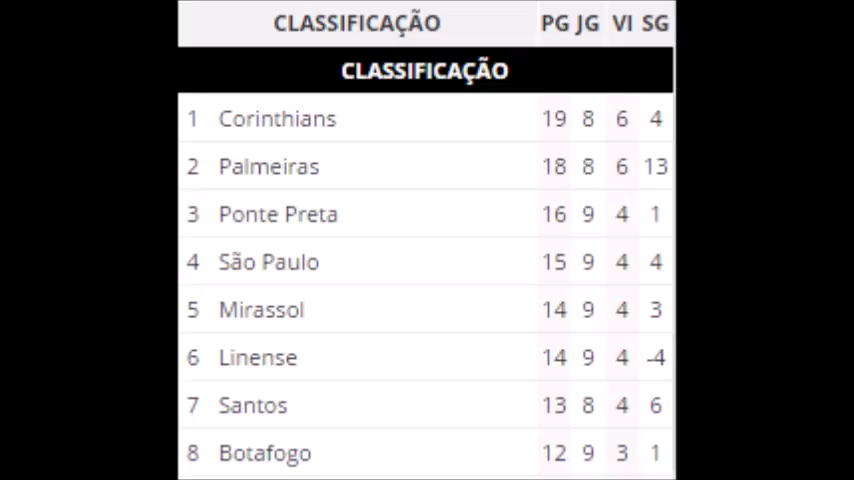 CLASSIFICAÇÃO PG JG VI SG
CLASSIFICAÇÃO
1 Corinthians 19 8 6 4
2 Palmeiras 18 8 6 13
3 Ponte Preta 16 9 4 1
4 São Paulo 15 9 4 4
5 Mirassol 14 9 4 3
6 Linense 14 9 4 -4
7 Santos 13 8 4 6
8 Botafogo 12 9 3 1